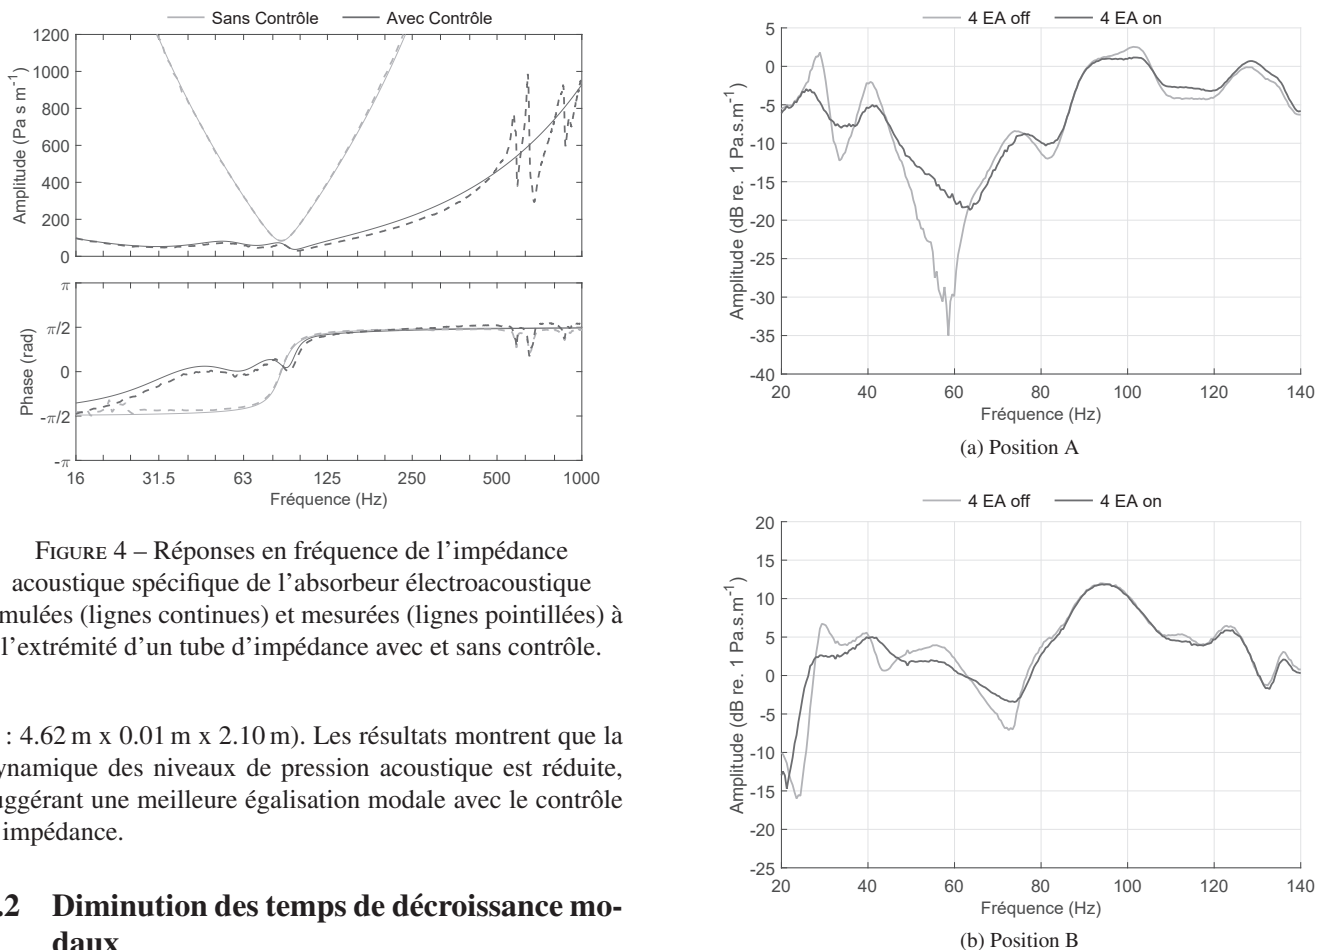 Sans Contrôle Avec Contrôle
1200
1000
800
600
400
200
0
Amplitude (Pa s m-1)
π
π/2
0
-π/2
-π
Phase (rad)
16 31.5 63 125 250 500 1000
Fréquence (Hz)
FIGURE 4 – Réponses en fréquence de l'impédance
acoustique spécifique de l'absorbeur électroacoustique
mulées (lignes continues) et mesurées (lignes pointillées) à
l'extrémité d'un tube d'impédance avec et sans contrôle.
: 4.62 m x 0.01 m x 2.10 m). Les résultats montrent que la
ynamique des niveaux de pression acoustique est réduite,
uggérant une meilleure égalisation modale avec le contrôle
impédance.
.2 Diminution des temps de décroissance mo-
daux
4 EA off 4 EA on
5
0
-5
-10
-15
-20
-25
-30
-35
-40
Amplitude (dB re. 1 Pa.s.m-1)
20 40 60 80 100 120 140
Fréquence (Hz)
(a) Position A
4 EA off 4 EA on
20
15
10
5
0
-5
-10
-15
-20
-25
Amplitude (dB re. 1 Pa.s.m-1)
20 40 60 80 100 120 140
Fréquence (Hz)
(b) Position B